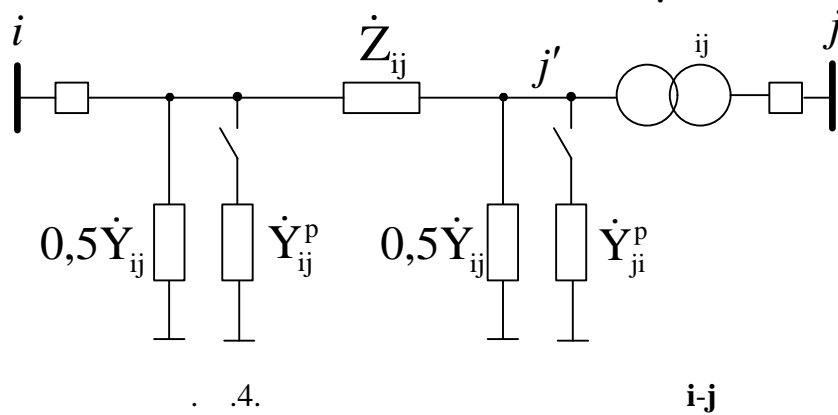 i
Ż_ij
j′
ij
j
0,5Ẏ_ij
Ẏ^p_ij
0,5Ẏ_ij
Ẏ^p_ji
. .4. i-j